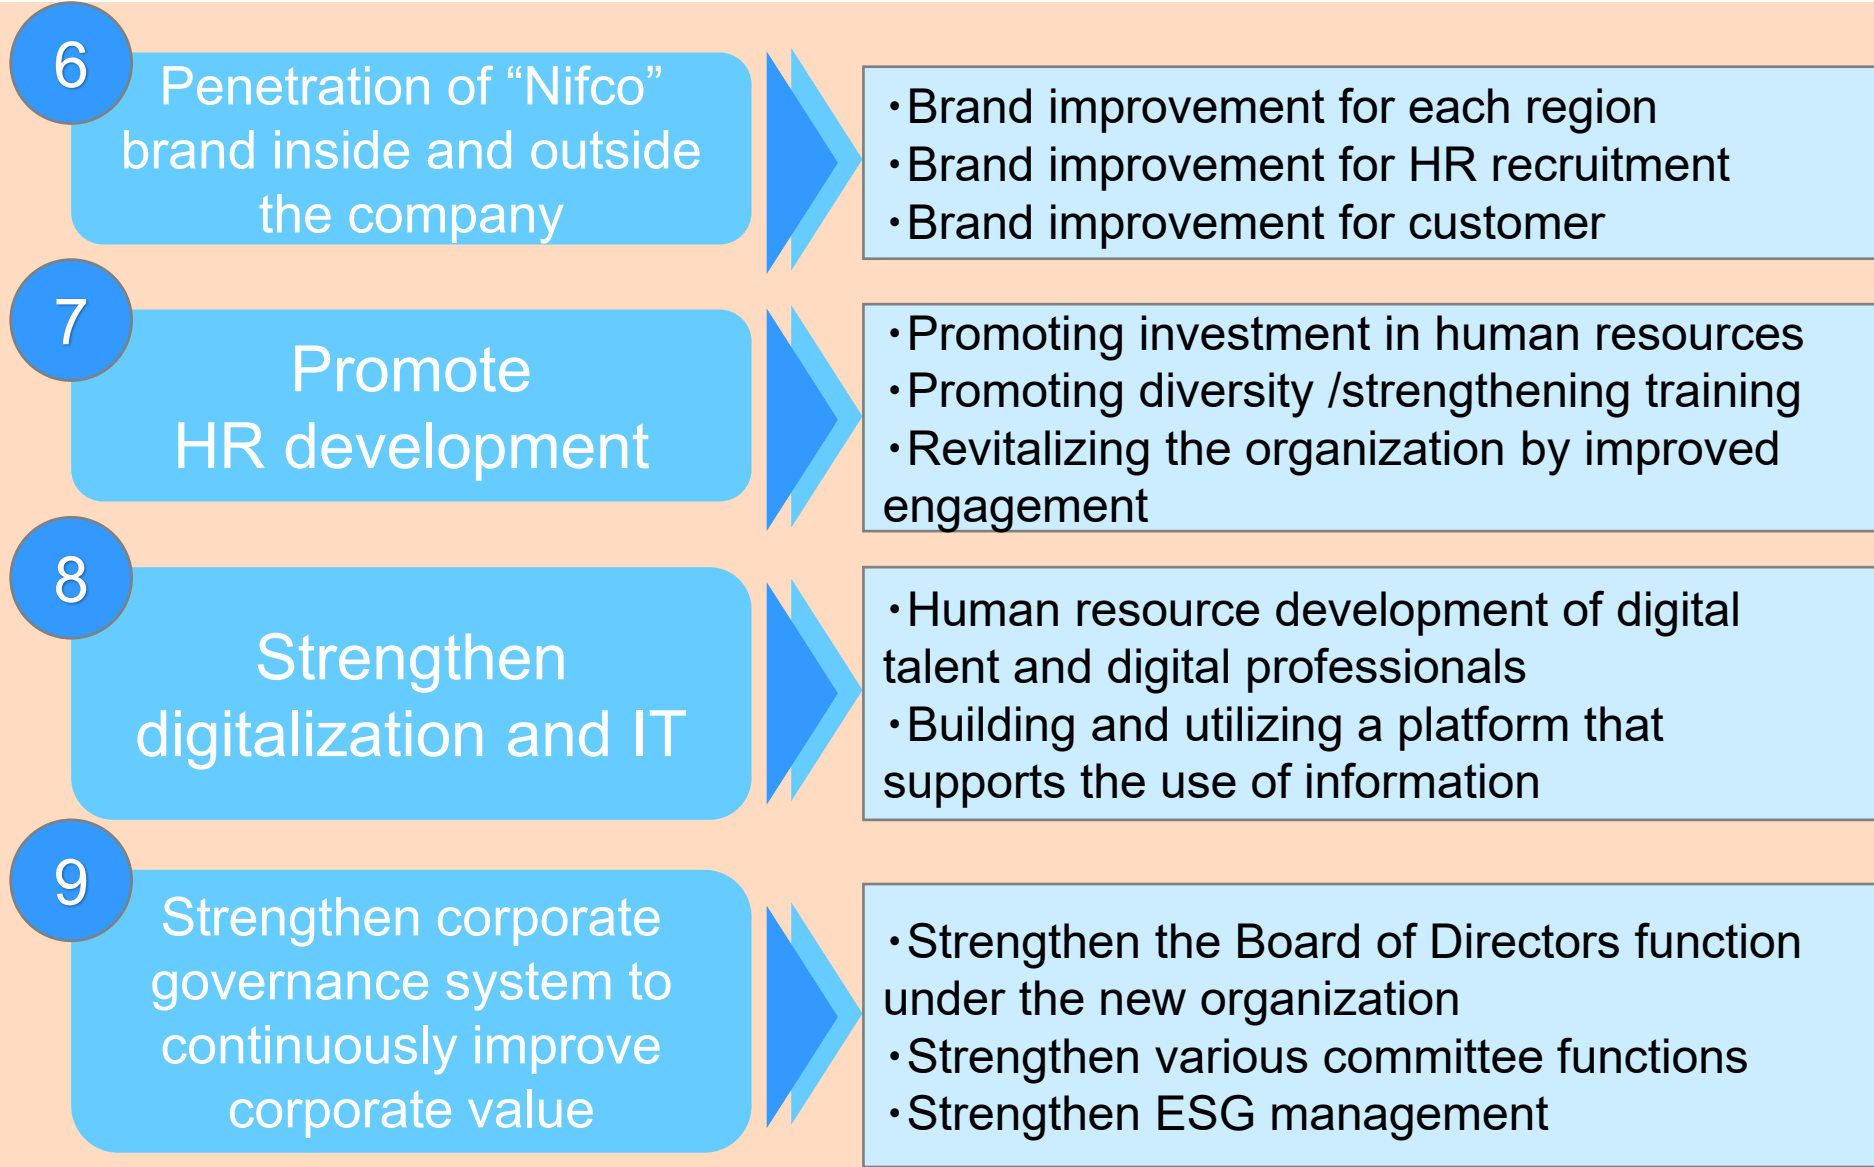 6
Penetration of “Nifco”
brand inside and outside
the company
・Brand improvement for each region
・Brand improvement for HR recruitment
・Brand improvement for customer
7
Promote
HR development
・Promoting investment in human resources
・Promoting diversity /strengthening training
・Revitalizing the organization by improved
engagement
8
Strengthen
digitalization and IT
・Human resource development of digital
talent and digital professionals
・Building and utilizing a platform that
supports the use of information
9
Strengthen corporate
governance system to
continuously improve
corporate value
・Strengthen the Board of Directors function
under the new organization
・Strengthen various committee functions
・Strengthen ESG management